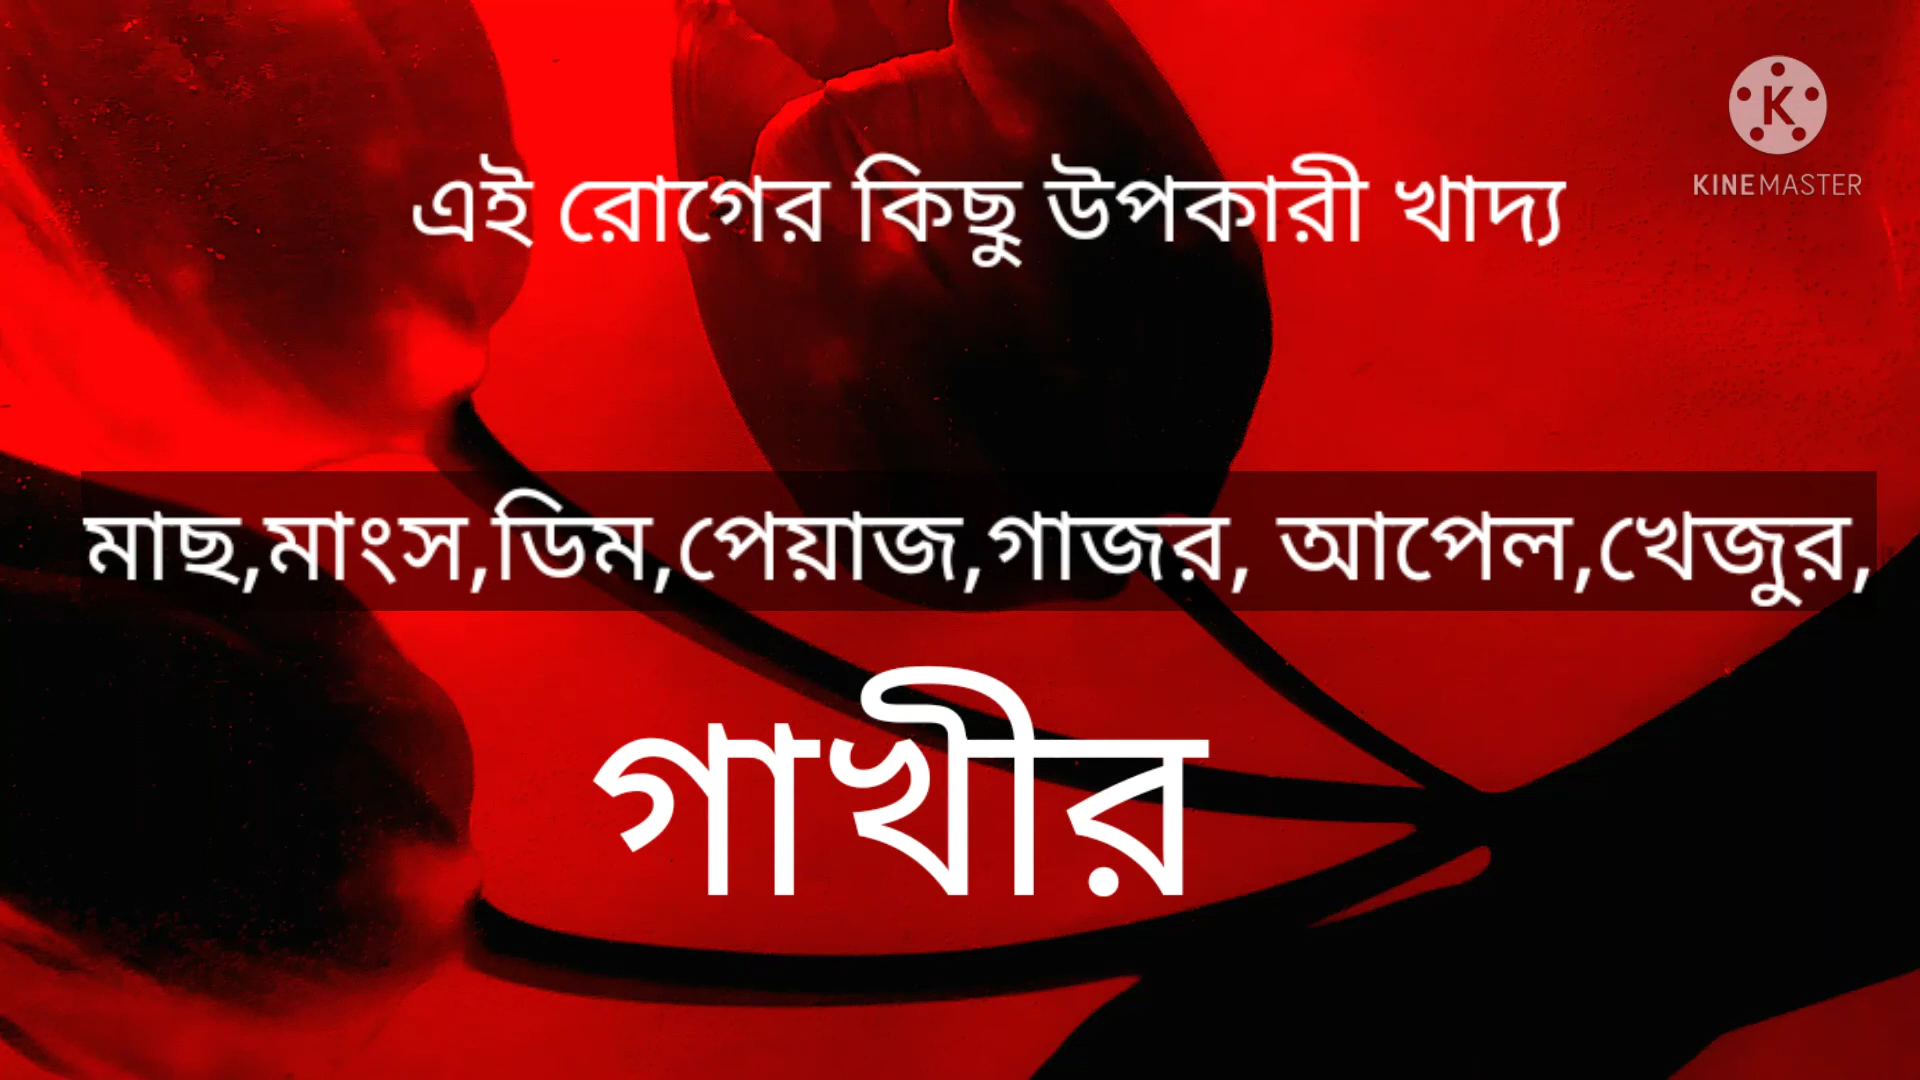 KINEMASTER
এই রোগের কিছু উপকারী খাদ্য
মাছ,মাংস,ডিম,পেয়াজ,গাজর, আপেল,খেজুর,
গাখীর